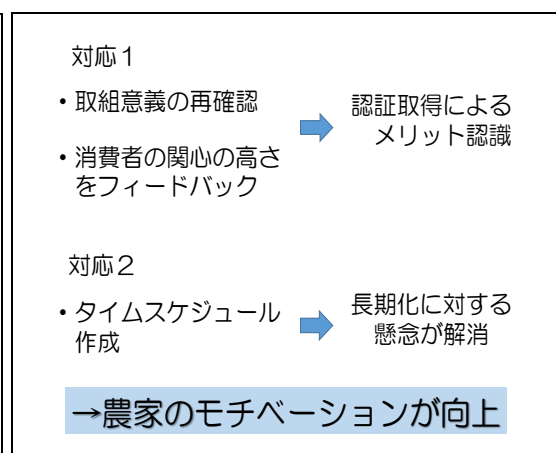 対応１
・取組意義の再確認
・消費者の関心の高さ
をフィードバック
認証取得による
メリット認識
対応２
・タイムスケジュール
作成
長期化に対する
懸念が解消
→農家のモチベーションが向上